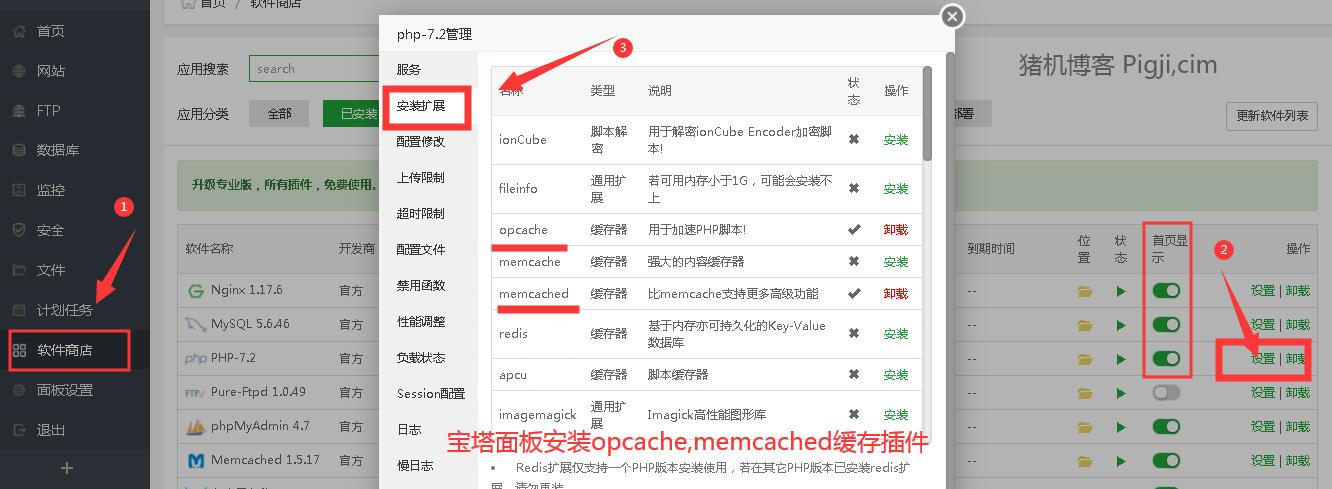 首页 / 软件商店
首页
网站
FTP
数据库
监控
安全
文件
计划任务
软件商店
面板设置
退出
1
应用搜索
search
应用分类
全部
已安装
部署
更新软件列表
猪机博客 Pigji,cim
升级专业版，所有插件，免费使用。
软件名称 开发商 到期时间 位置 状态 首页显示 操作
Nginx 1.17.6 官方 -- 设置 | 卸载
MySQL 5.6.46 官方 -- 设置 | 卸载
PHP-7.2 官方 -- 设置 | 卸载
Pure-Ftpd 1.0.49 官方 -- 设置 | 卸载
phpMyAdmin 4.7 官方 -- 设置 | 卸载
Memcached 1.5.17 官方 -- 设置 | 卸载
2
php-7.2管理
3
服务
安装扩展
配置修改
上传限制
超时限制
配置文件
禁用函数
性能调整
负载状态
Session配置
日志
慢日志
名称 类型 说明 状态 操作
ionCube 脚本解密 用于解密ionCube Encoder加密脚本! 安装
fileinfo 通用扩展 若可用内存小于1G，可能会安装不上 安装
opcache 缓存器 用于加速PHP脚本! 卸载
memcache 缓存器 强大的内容缓存器 安装
memcached 缓存器 比memcache支持更多高级功能 卸载
redis 缓存器 基于内存亦可持久化的Key-Value数据库 安装
apcu 缓存器 脚本缓存器 安装
imagemagick 通用扩展 Imagick高性能图形库 安装
宝塔面板安装opcache,memcached缓存插件
Redis扩展仅支持一个PHP版本安装使用，若在其它PHP版本已安装redis扩
展，请勿再装